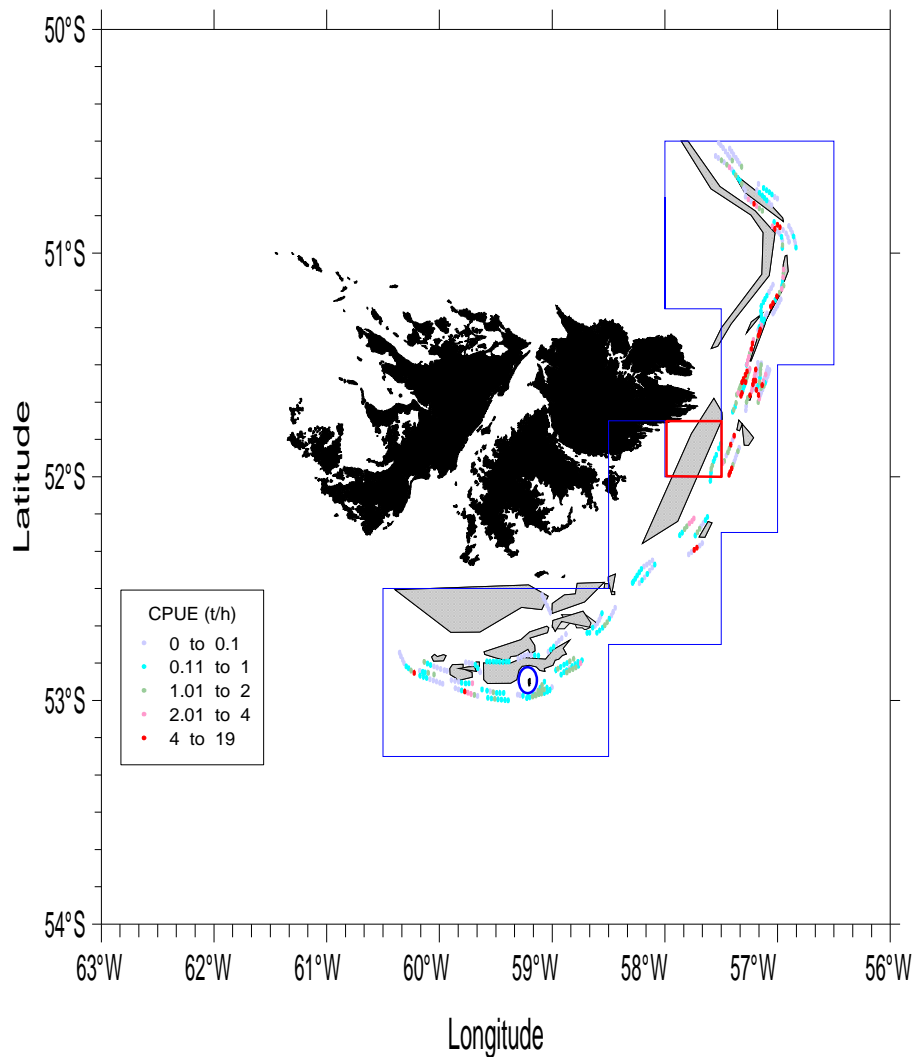 50°S
51°S
52°S
53°S
54°S
Latitude
CPUE (t/h)
0 to 0.1
0.11 to 1
1.01 to 2
2.01 to 4
4 to 19
63°W 62°W 61°W 60°W 59°W 58°W 57°W 56°W
Longitude